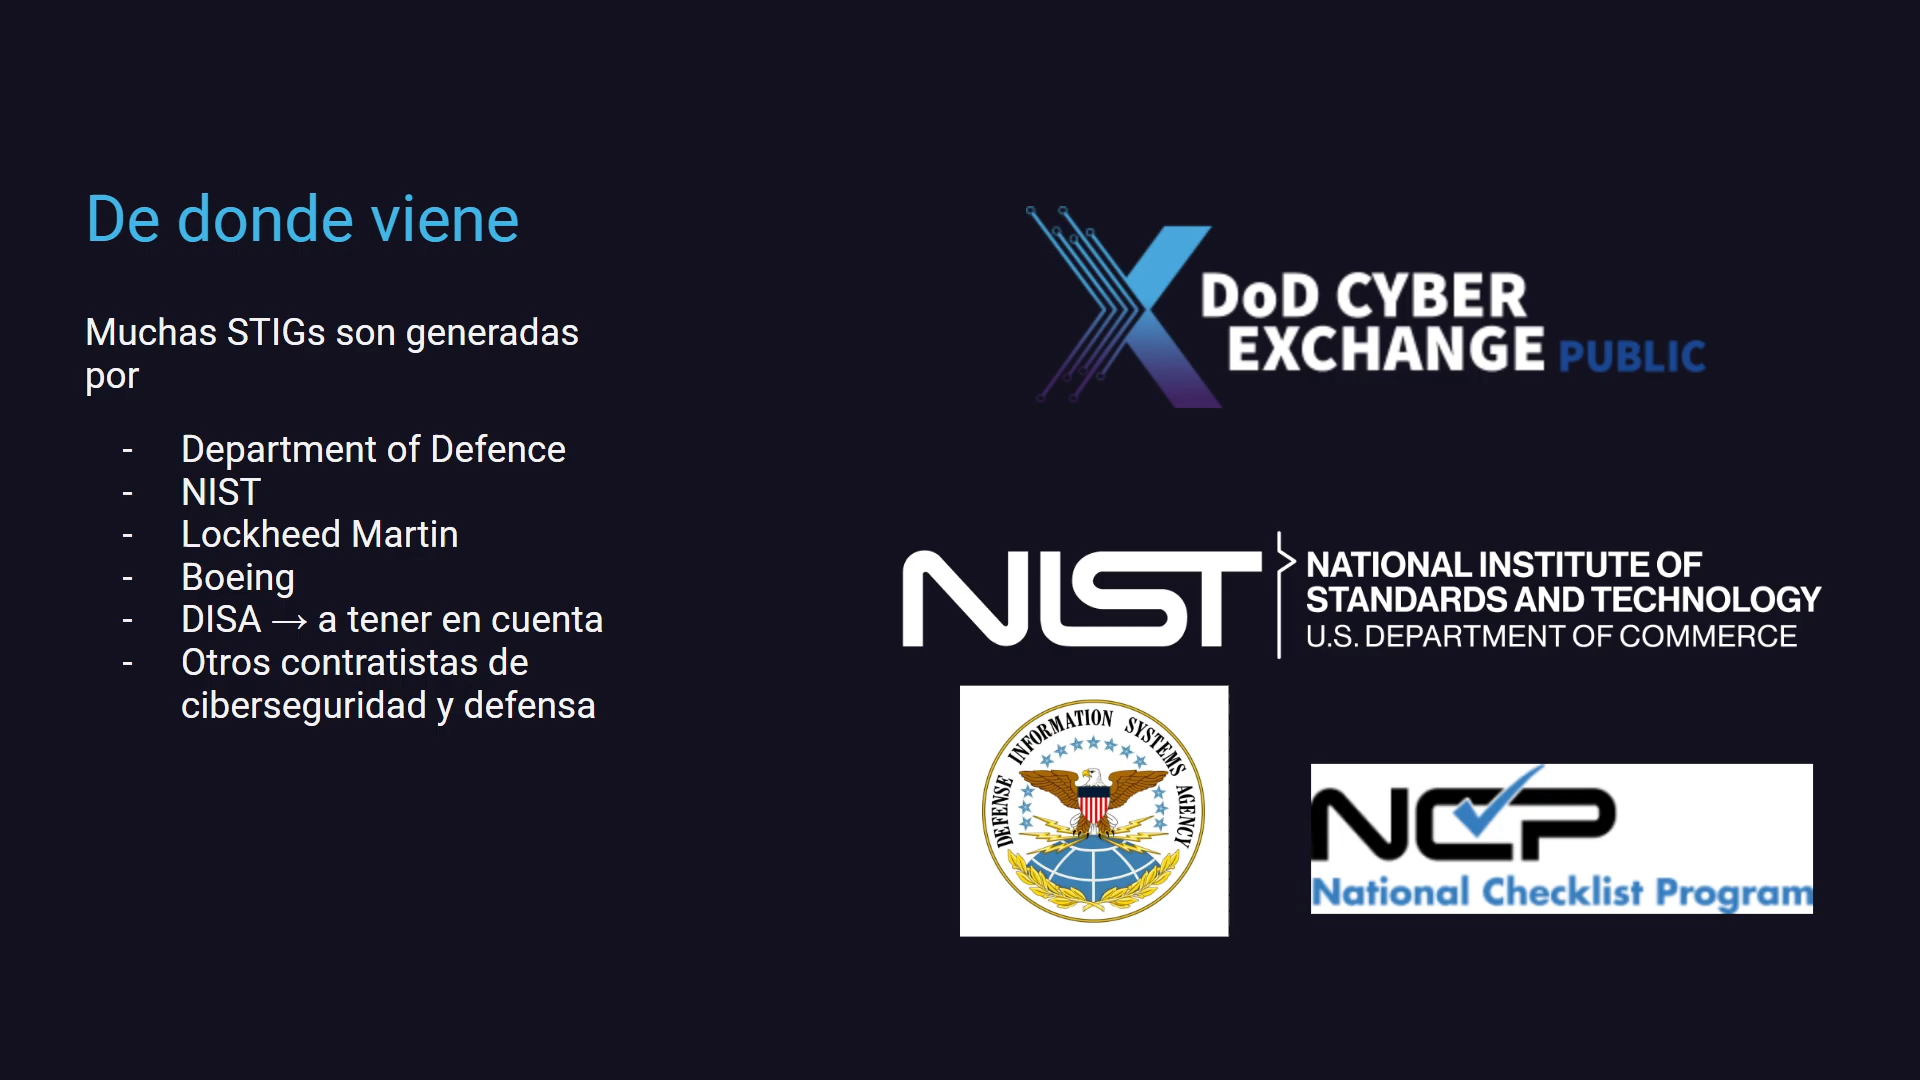 De donde viene
Muchas STIGs son generadas
por
- Department of Defence
- NIST
- Lockheed Martin
- Boeing
- DISA → a tener en cuenta
- Otros contratistas de
ciberseguridad y defensa
DoD CYBER
EXCHANGE PUBLIC
NIST
NATIONAL INSTITUTE OF
STANDARDS AND TECHNOLOGY
U.S. DEPARTMENT OF COMMERCE
DEFENSE INFORMATION SYSTEMS AGENCY
NCP
National Checklist Program